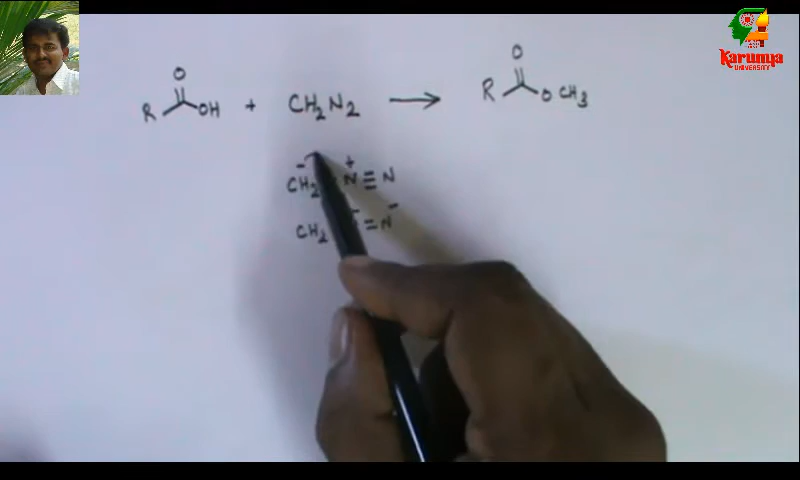 O O
R OH + CH2N2 → R OCH3
- +
CH2 N≡N
CH2 =N-
Karunya
UNIVERSITY